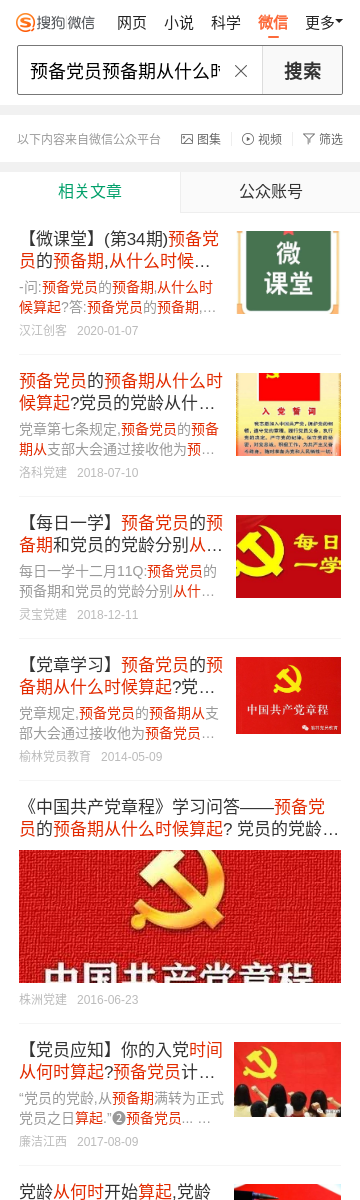 搜狗微信 网页 小说 科学 微信 更多
预备党员预备期从什么时 搜索
以下内容来自微信公众平台 图集 视频 筛选
相关文章 公众账号
【微课堂】(第34期)预备党
员的预备期,从什么时候…
-问:预备党员的预备期,从什么时
候算起?答:预备党员的预备期,…
汉江创客 2020-01-07
微
课堂
预备党员的预备期从什么时
候算起?党员的党龄从什…
党章第七条规定,预备党员的预备
期从支部大会通过接收他为预…
洛科党建 2018-07-10
入党誓词
【每日一学】预备党员的预
备期和党员的党龄分别从…
每日一学十二月11Q:预备党员的
预备期和党员的党龄分别从什…
灵宝党建 2018-12-11
每日
一学
【党章学习】预备党员的预
备期从什么时候算起?党…
党章规定,预备党员的预备期从支
部大会通过接收他为预备党员…
榆林党员教育 2014-05-09
中国共产党章程
榆林党员教育
《中国共产党章程》学习问答——预备党
员的预备期从什么时候算起? 党员的党龄…
中国共产党章程
株洲党建 2016-06-23
【党员应知】你的入党时间
从何时算起?预备党员计…
“党员的党龄,从预备期满转为正式
党员之日算起.”❷预备党员... …
廉洁江西 2017-08-09
党龄从何时开始算起,党龄